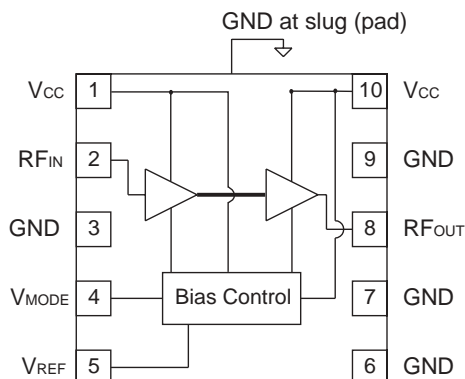 GND at slug (pad)
VCC 1 10 VCC
RFIN 2 9 GND
GND 3 8 RFOUT
VMODE 4 Bias Control 7 GND
VREF 5 6 GND